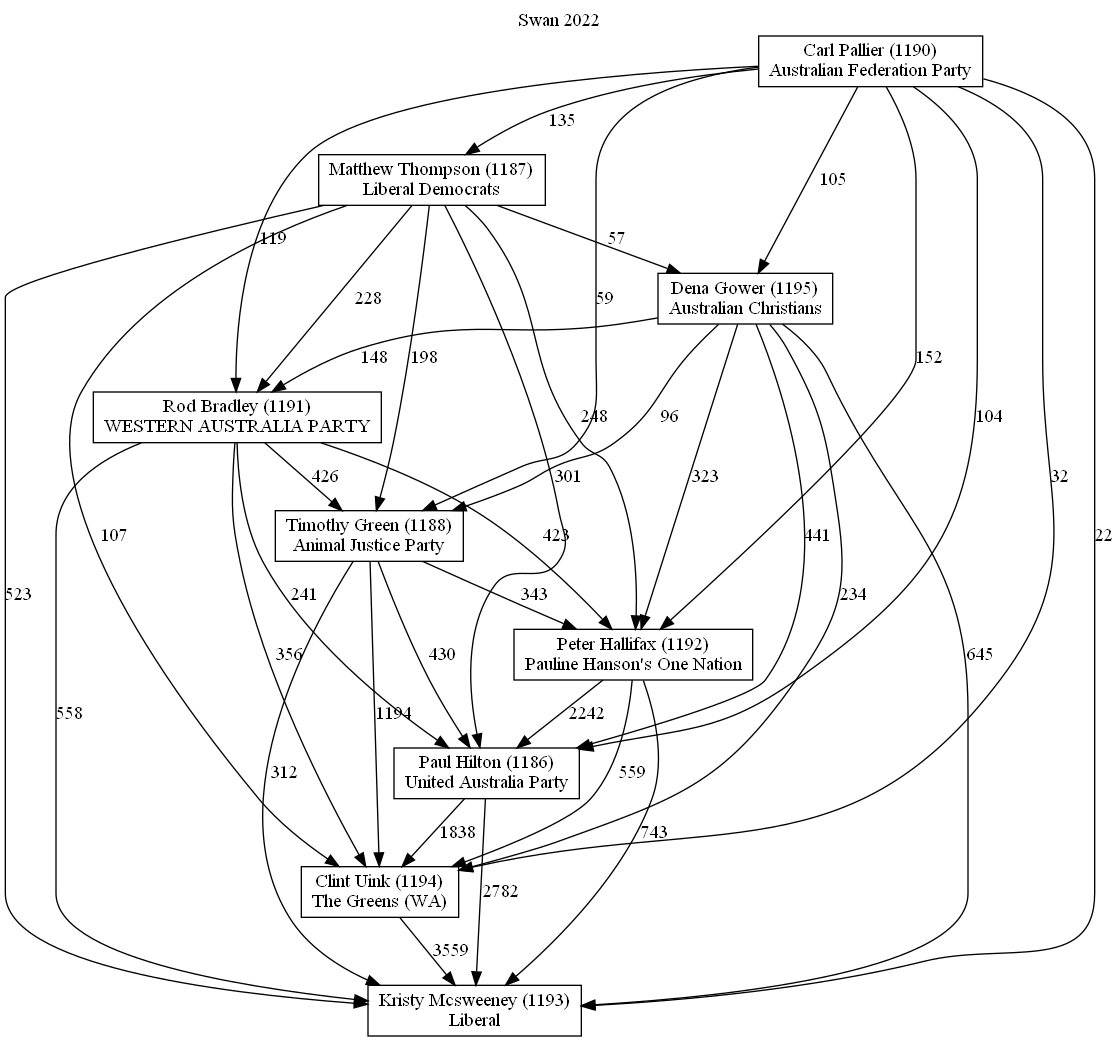 Swan 2022
Carl Pallier (1190)
Australian Federation Party
135
Matthew Thompson (1187)
Liberal Democrats
105
119
57
Dena Gower (1195)
Australian Christians
228
59
198
148
152
Rod Bradley (1191)
WESTERN AUSTRALIA PARTY
248
96
104
426
301
323
32
Timothy Green (1188)
Animal Justice Party
107
423
441
22
523
241
343
234
Peter Hallifax (1192)
Pauline Hanson's One Nation
356
430
645
558
1194
2242
Paul Hilton (1186)
United Australia Party
312
559
1838
743
Clint Uink (1194)
The Greens (WA)
2782
3559
Kristy Mcsweeney (1193)
Liberal